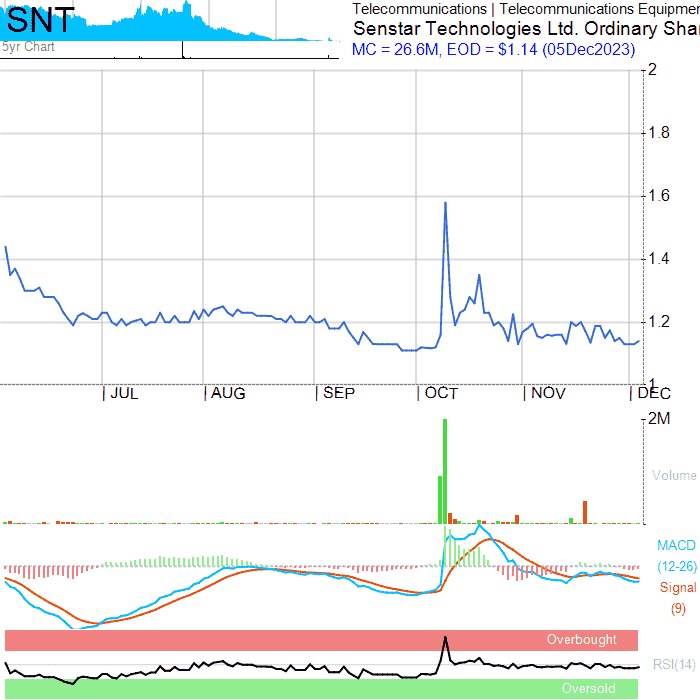 SNT
5yr Chart
Telecommunications | Telecommunications Equipmen
Senstar Technologies Ltd. Ordinary Shar
MC = 26.6M, EOD = $1.14 (05Dec2023)
2
1.8
1.6
1.4
1.2
1
JUL AUG SEP OCT NOV DEC
2M
Volume
MACD
(12-26)
Signal
(9)
Overbought
RSI(14)
Oversold